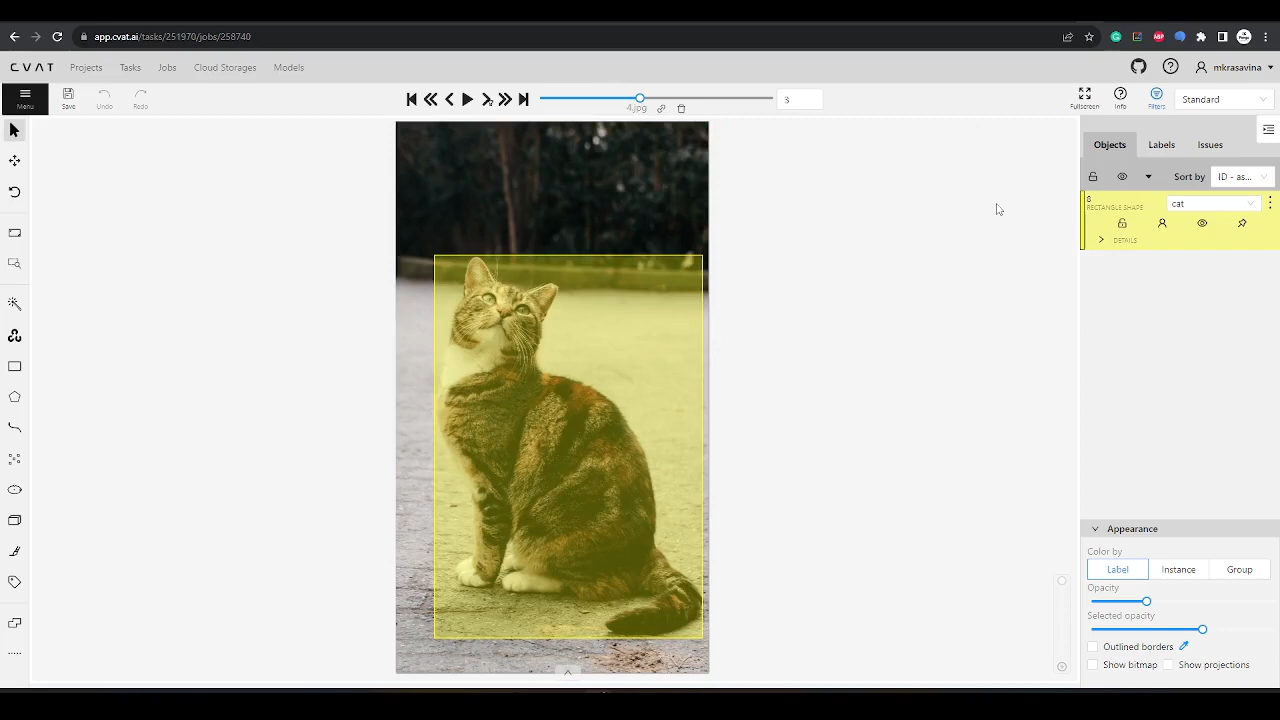 app.cvat.ai/tasks/251970/jobs/258740
CVAT Projects Tasks Jobs Cloud Storages Models mkrasavina
Menu Save Undo Redo 4.jpg 3 Fullscreen Info Filters Standard
Objects Labels Issues
Sort by ID - as...
8 cat
RECTANGLE SHAPE
DETAILS
Appearance
Color by
Label Instance Group
Opacity
Selected opacity
Outlined borders
Show bitmap Show projections